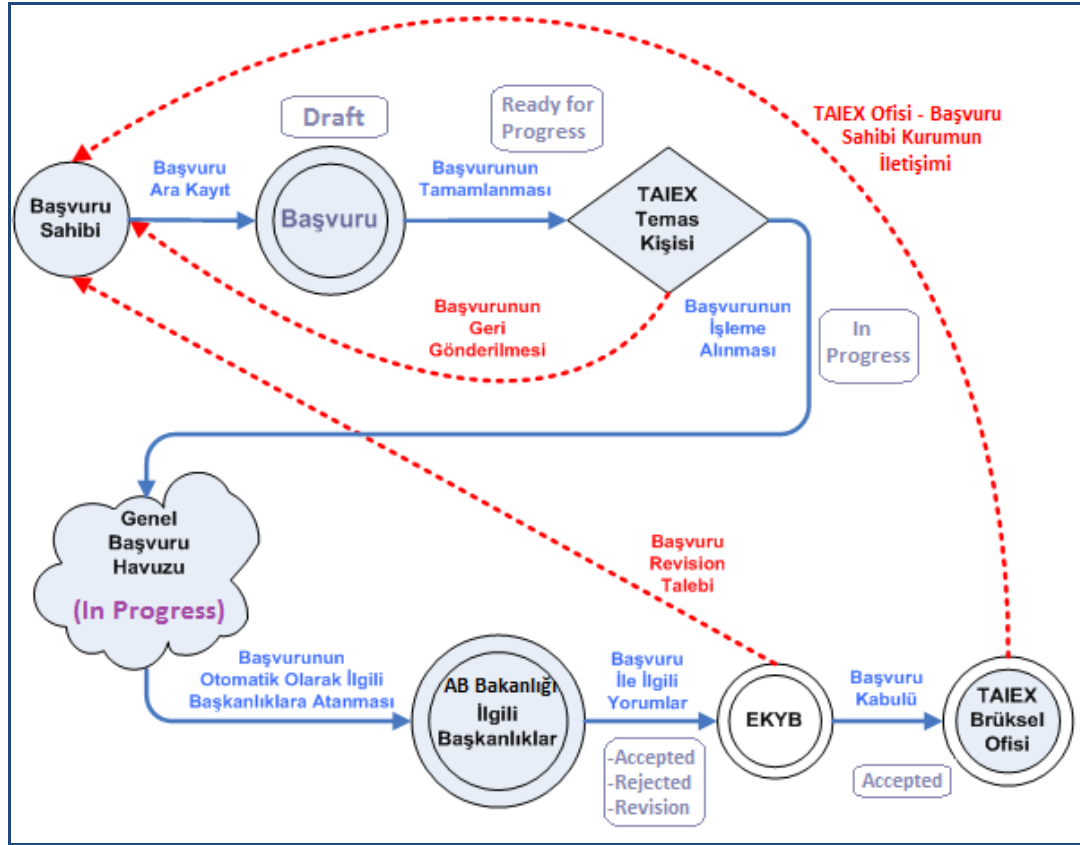 Draft
Ready for
Progress
TAIEX Ofisi - Başvuru
Sahibi Kurumun
İletişimi
Başvuru
Sahibi
Başvuru
Ara Kayıt
Başvuru
Başvurunun
Tamamlanması
TAIEX
Temas
Kişisi
Başvurunun
Geri
Gönderilmesi
Başvurunun
İşleme
Alınması
In
Progress
Genel
Başvuru
Havuzu
(In Progress)
Başvuru
Revision
Talebi
Başvurunun
Otomatik Olarak İlgili
Başkanlıklara Atanması
AB Bakanlığı
İlgili
Başkanlıklar
Başvuru
İle İlgili
Yorumlar
-Accepted
-Rejected
-Revision
EKYB
Başvuru
Kabulü
Accepted
TAIEX
Brüksel
Ofisi